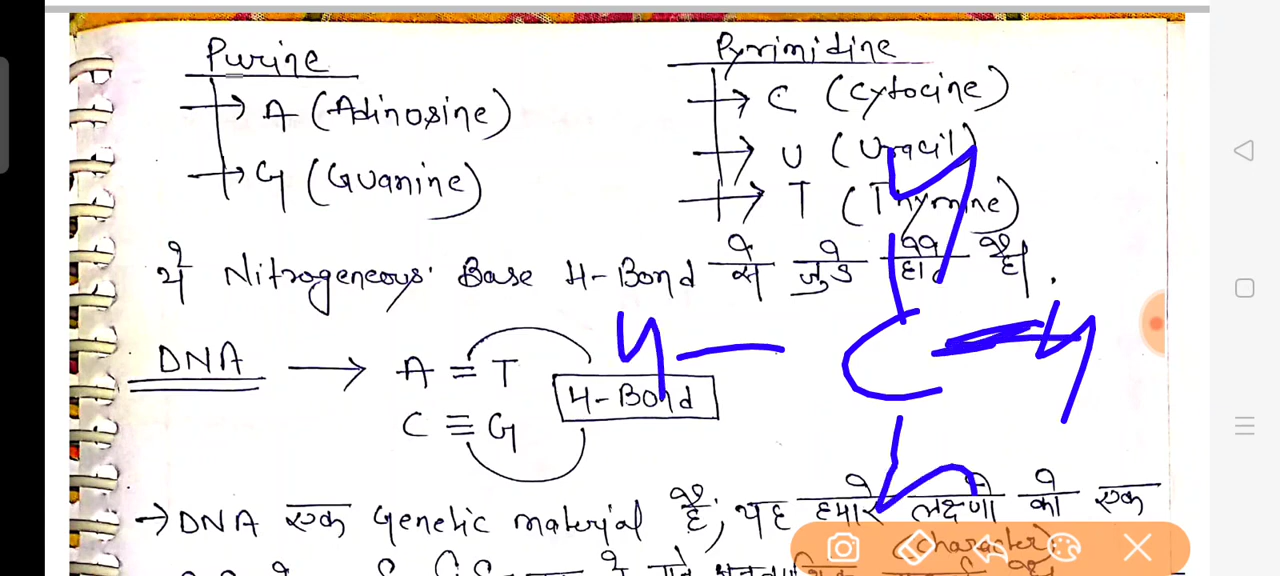 Purine Pyrimidine
→ A (Adinosine) → C (Cytocine)
→ G (Guanine) → U (Uracil)
→ T (Thymine)
ये Nitrogeneous Base H-Bond से जुड़े होते है।
DNA → A = T
H-Bond
C ≡ G
→ DNA एक Genetic material है; यह हमारे लक्षणो को एक
(character)